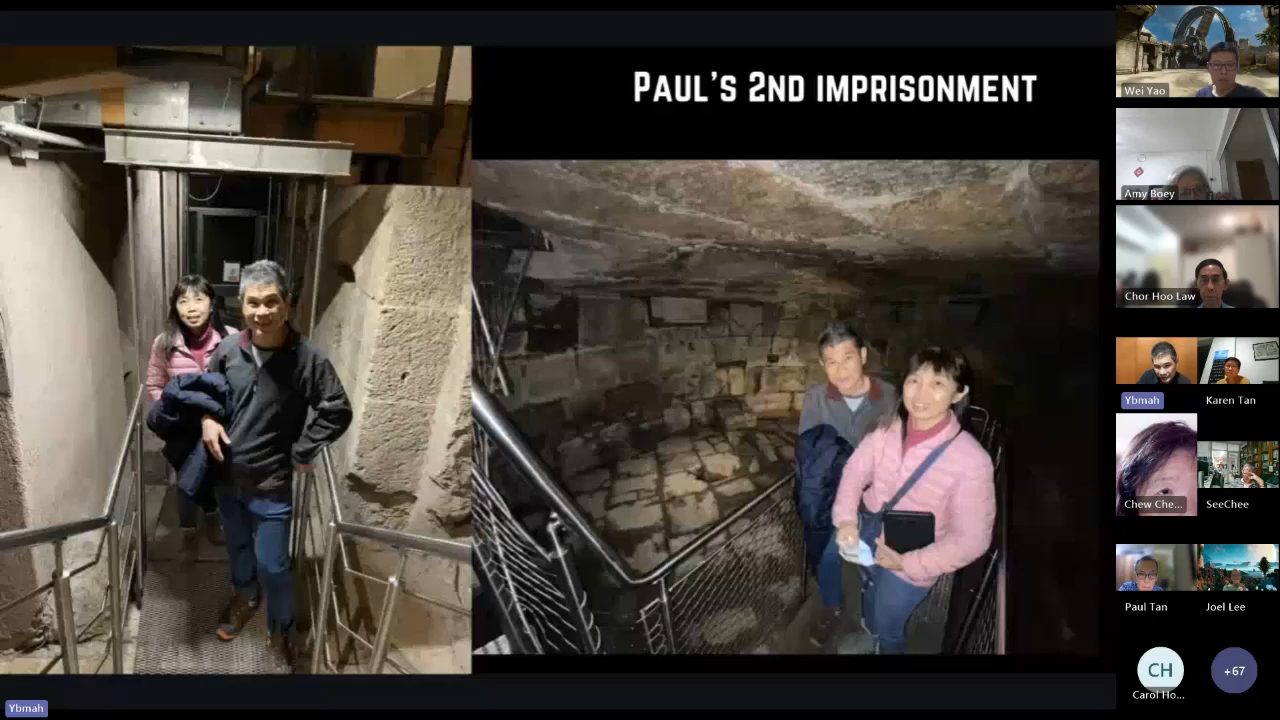 PAUL'S 2ND IMPRISONMENT
Wei Yao
Amy Boey
Chor Hoo Law
Ybmah
Karen Tan
Chew Che...
SeeChee
Paul Tan
Joel Lee
CH
Carol Ho...
+67
Ybmah